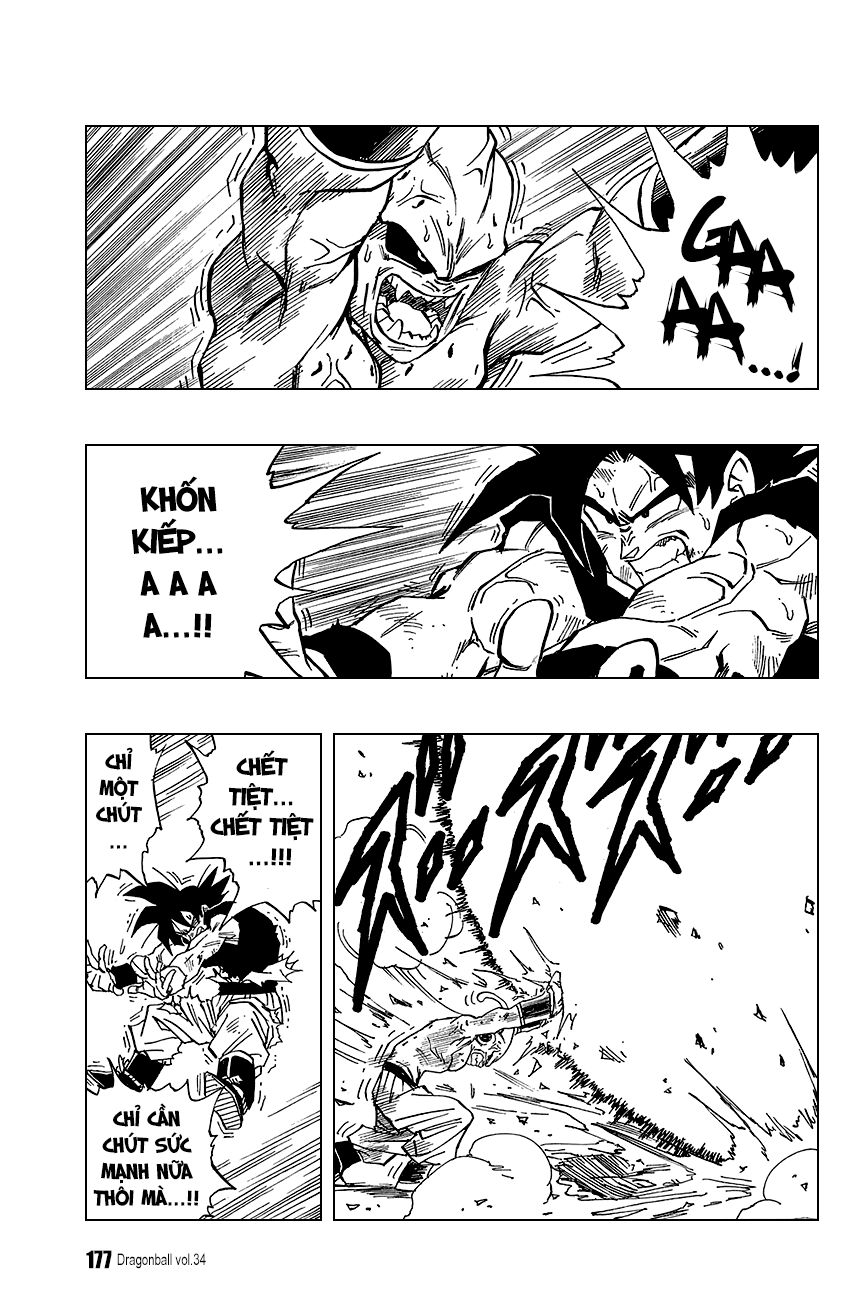 GAA
AA
....!
KHỐN
KIẾP...
A A A
A...!!
CHẾT
TIỆT...
CHẾT TIỆT
...!!!
CHỈ
MỘT
CHÚT
...
CHỈ CẦN
CHÚT SỨC
MẠNH NỮA
THÔI MÀ...!!
177 Dragonball vol.34